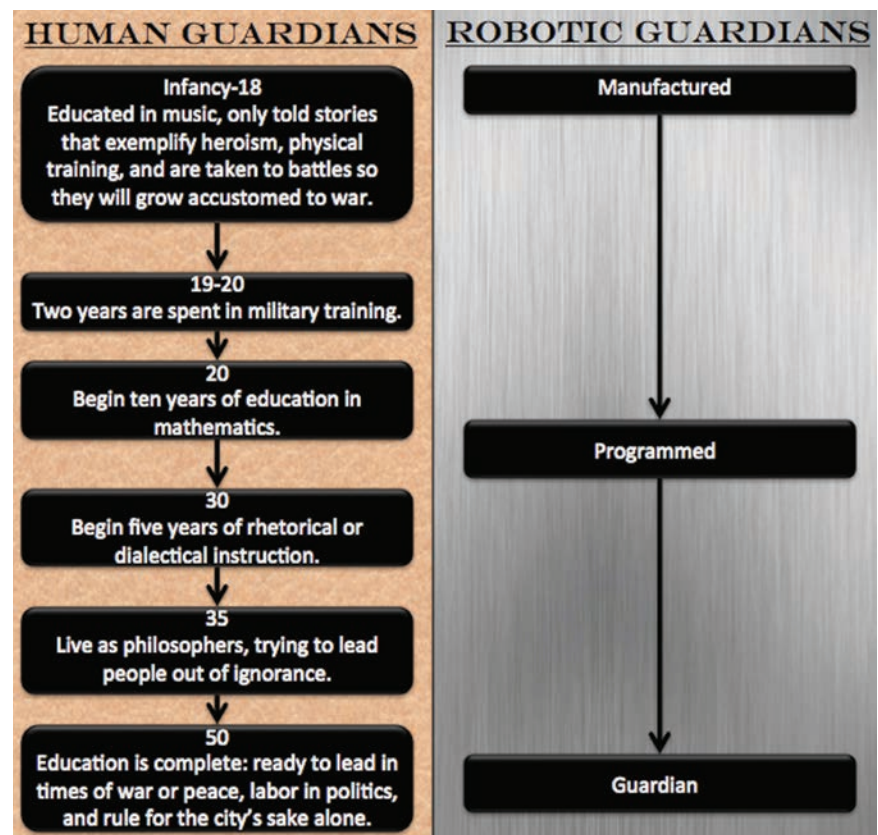 HUMAN GUARDIANS
Infancy-18
Educated in music, only told stories
that exemplify heroism, physical
training, and are taken to battles so
they will grow accustomed to war.
19-20
Two years are spent in military training.
20
Begin ten years of education in
mathematics.
30
Begin five years of rhetorical or
dialectical instruction.
35
Live as philosophers, trying to lead
people out of ignorance.
50
Education is complete: ready to lead in
times of war or peace, labor in politics,
and rule for the city's sake alone.
ROBOTIC GUARDIANS
Manufactured
Programmed
Guardian